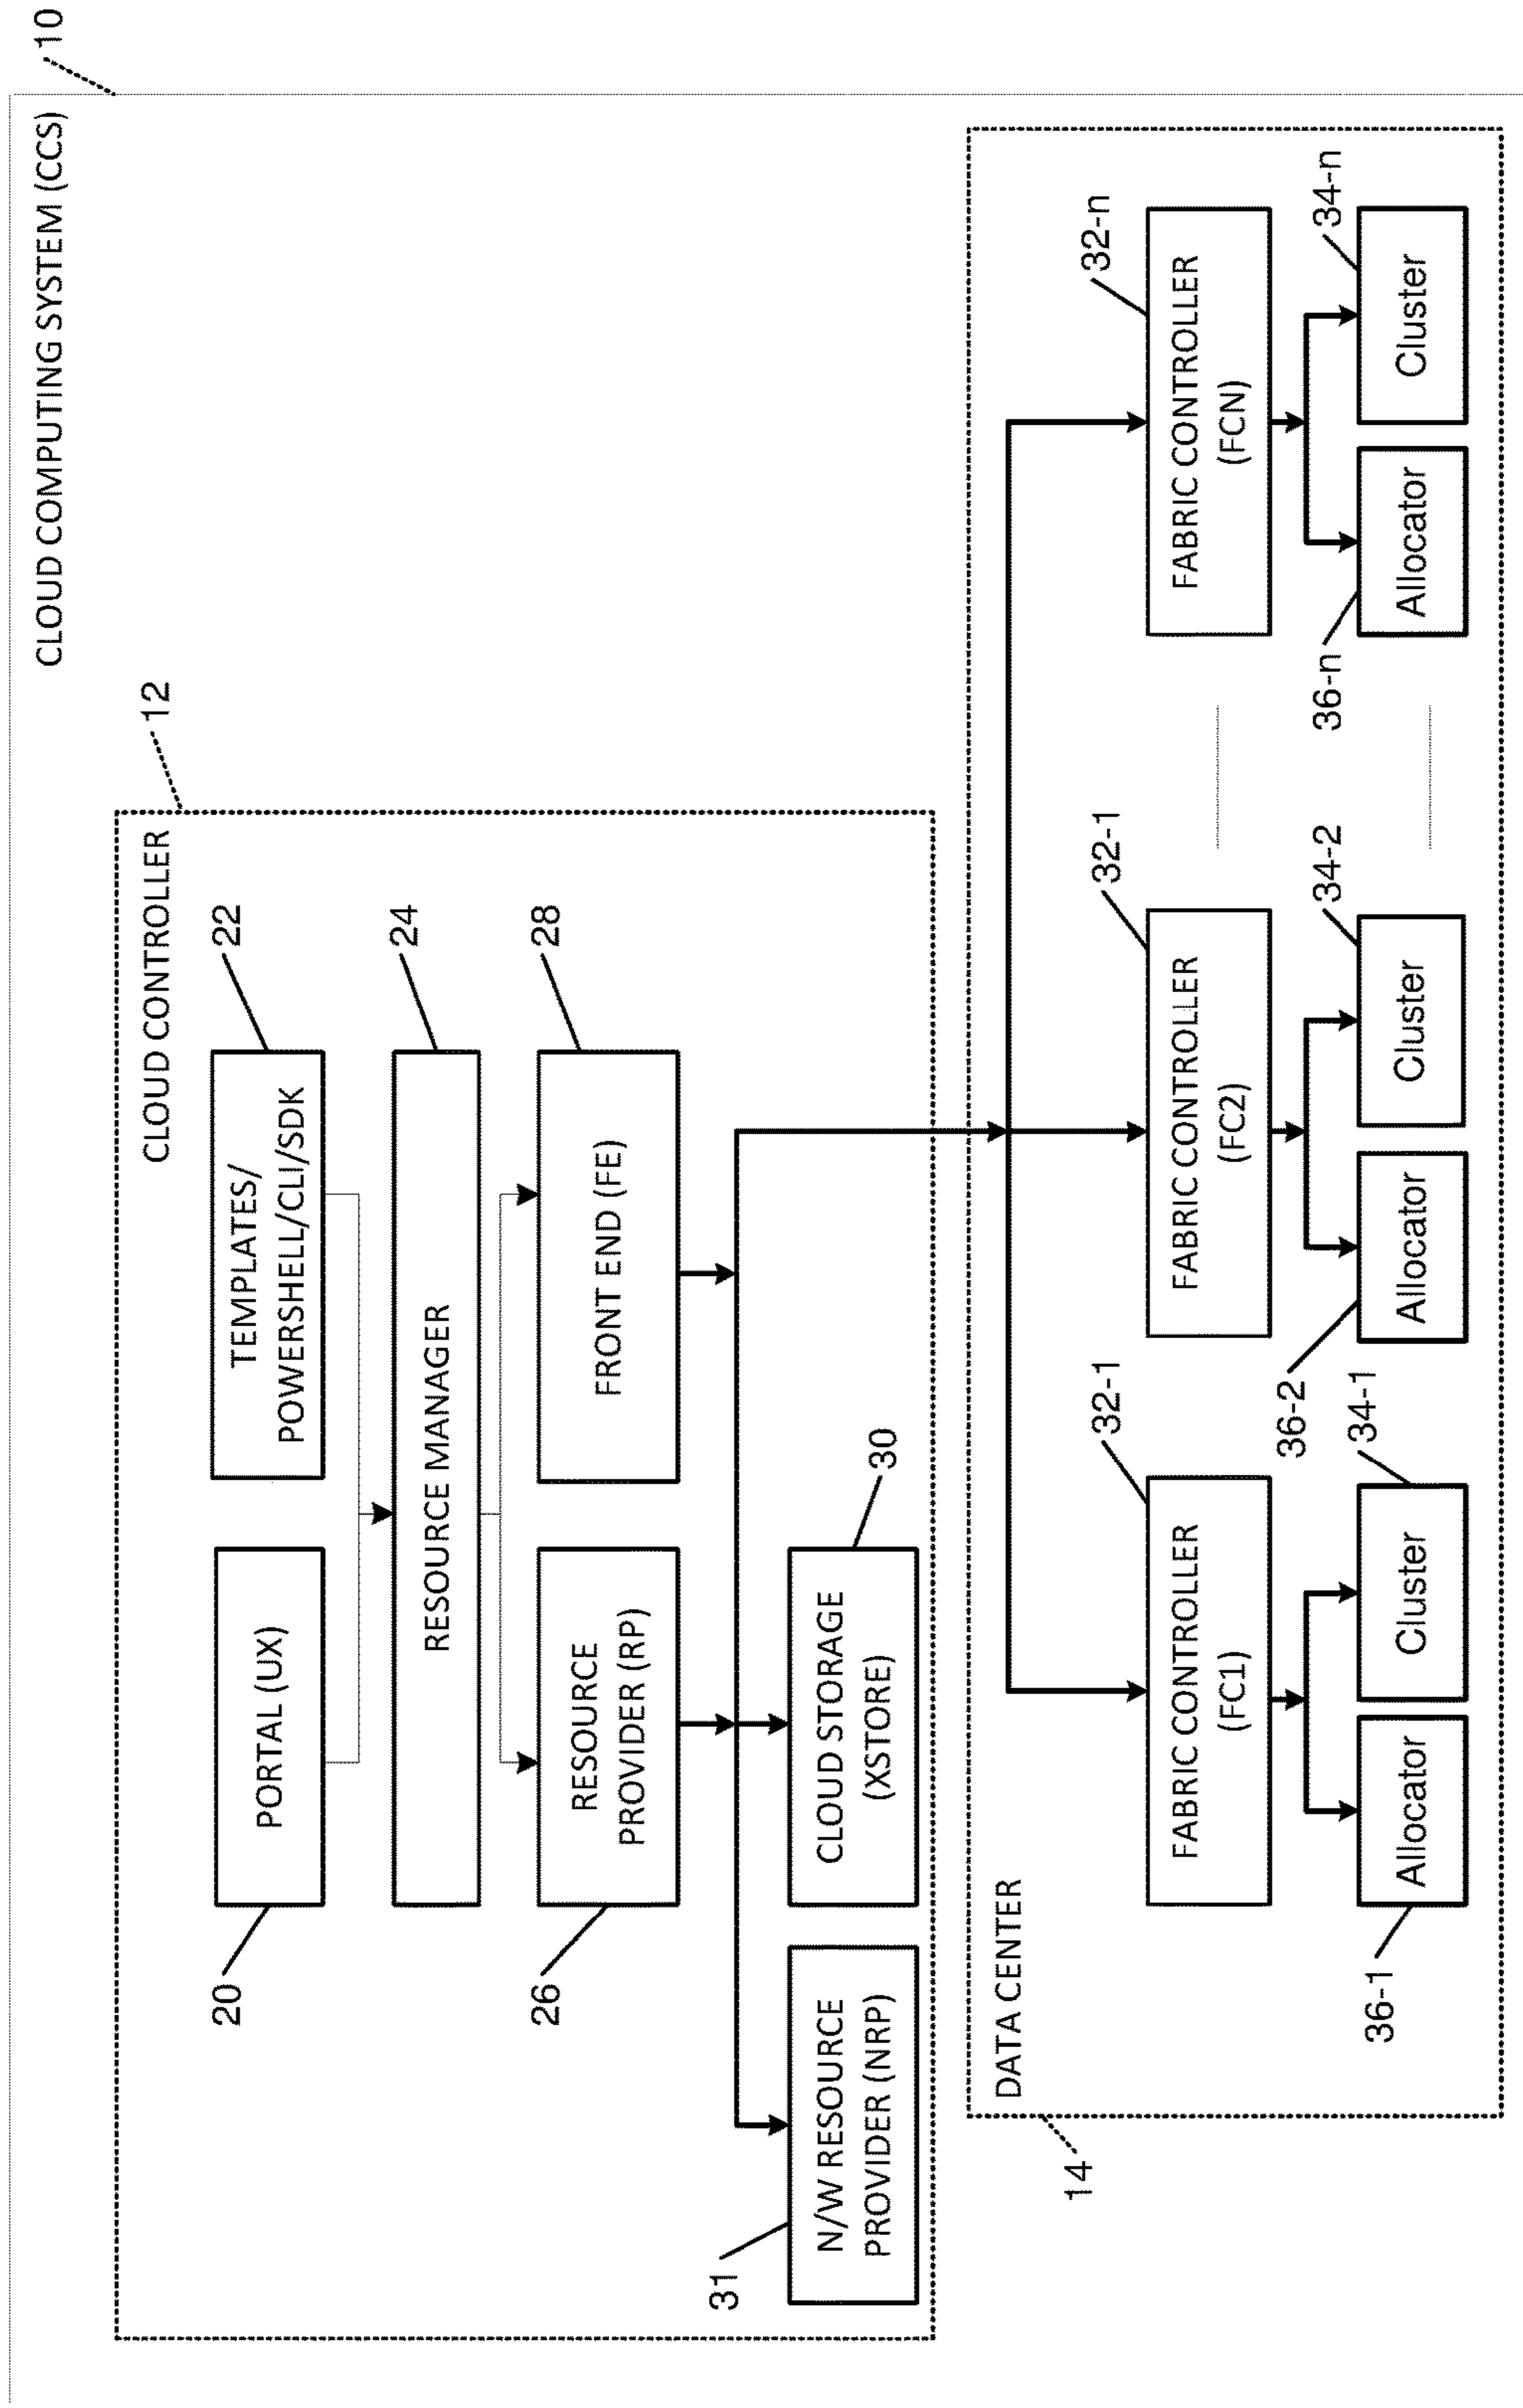 CLOUD COMPUTING SYSTEM (CCS)
10
CLOUD CONTROLLER
12
PORTAL (UX)
20
TEMPLATES/
POWERSHELL/CLI/SDK
22
RESOURCE MANAGER
24
RESOURCE
PROVIDER (RP)
26
FRONT END (FE)
28
N/W RESOURCE
PROVIDER (NRP)
31
CLOUD STORAGE
(XSTORE)
30
DATA CENTER
14
FABRIC CONTROLLER
(FC1)
32-1
FABRIC CONTROLLER
(FC2)
32-1
FABRIC CONTROLLER
(FCN)
32-n
Allocator
36-1
Cluster
34-1
Allocator
36-2
Cluster
34-2
Allocator
36-n
Cluster
34-n